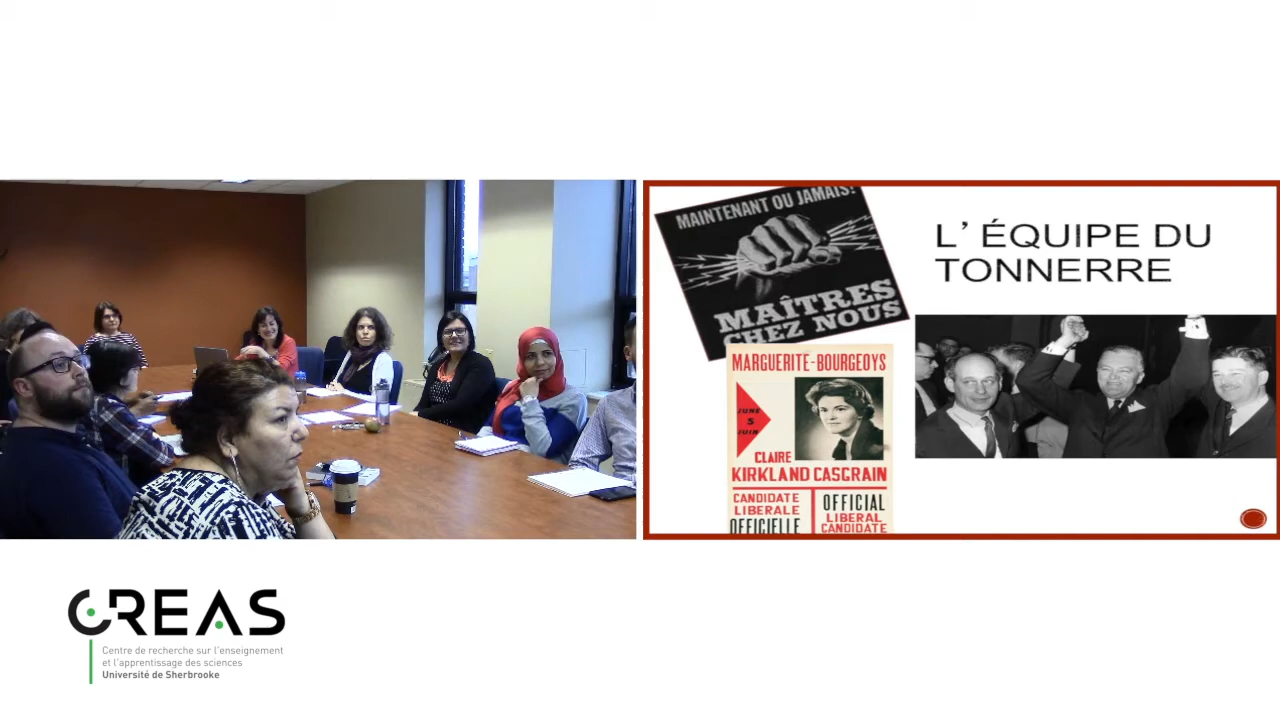 MAINTENANT OU JAMAIS!
MAÎTRES
CHEZ NOUS
L' ÉQUIPE DU
TONNERRE
MARGUERITE-BOURGEOYS
JUNE
5
JUIN
CLAIRE
KIRKLAND CASGRAIN
CANDIDATE
LIBERALE
OFFICIELLE
OFFICIAL
LIBERAL
CANDIDATE
CREAS
Centre de recherche sur l'enseignement
et l'apprentissage des sciences
Université de Sherbrooke